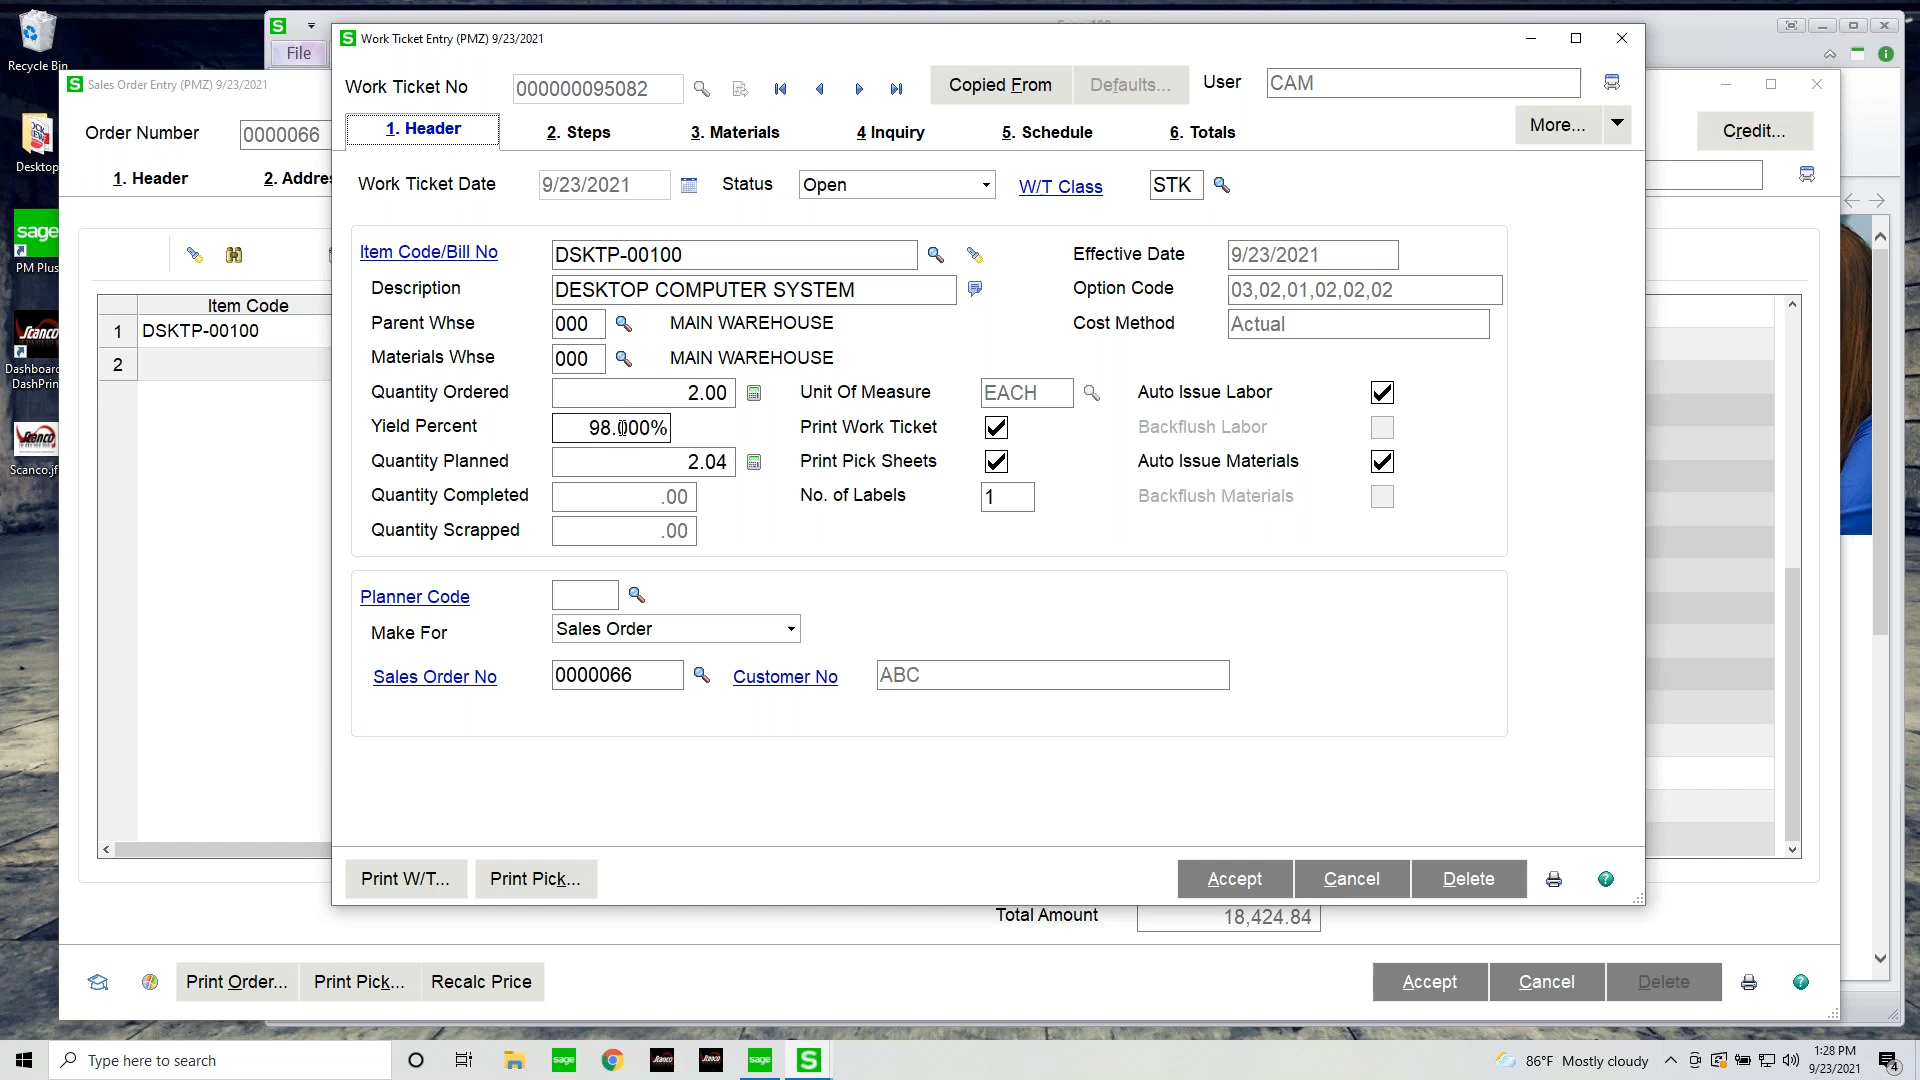 Recycle Bin
Desktop
sage
PM Plus
Scanco
Dashboard
DashPrin
Scanco
Scanco.jf
S
File
S Sales Order Entry (PMZ) 9/23/2021
Order Number 0000066
1. Header 2. Addre
Credit...
Item Code
1 DSKTP-00100
2
S Work Ticket Entry (PMZ) 9/23/2021
Work Ticket No 000000095082 Copied From Defaults... User CAM
1. Header 2. Steps 3. Materials 4 Inquiry 5. Schedule 6. Totals More...
Work Ticket Date 9/23/2021 Status Open W/T Class STK
Item Code/Bill No DSKTP-00100 Effective Date 9/23/2021
Description DESKTOP COMPUTER SYSTEM Option Code 03,02,01,02,02,02
Parent Whse 000 MAIN WAREHOUSE Cost Method Actual
Materials Whse 000 MAIN WAREHOUSE
Quantity Ordered 2.00 Unit Of Measure EACH Auto Issue Labor
Yield Percent 98.000% Print Work Ticket Backflush Labor
Quantity Planned 2.04 Print Pick Sheets Auto Issue Materials
Quantity Completed .00 No. of Labels 1 Backflush Materials
Quantity Scrapped .00
Planner Code
Make For Sales Order
Sales Order No 0000066 Customer No ABC
Print W/T... Print Pick... Accept Cancel Delete
Total Amount 18,424.84
Print Order... Print Pick... Recalc Price Accept Cancel Delete
Type here to search sage Scanco Scanco sage S 86°F Mostly cloudy 1:28 PM
9/23/2021 4